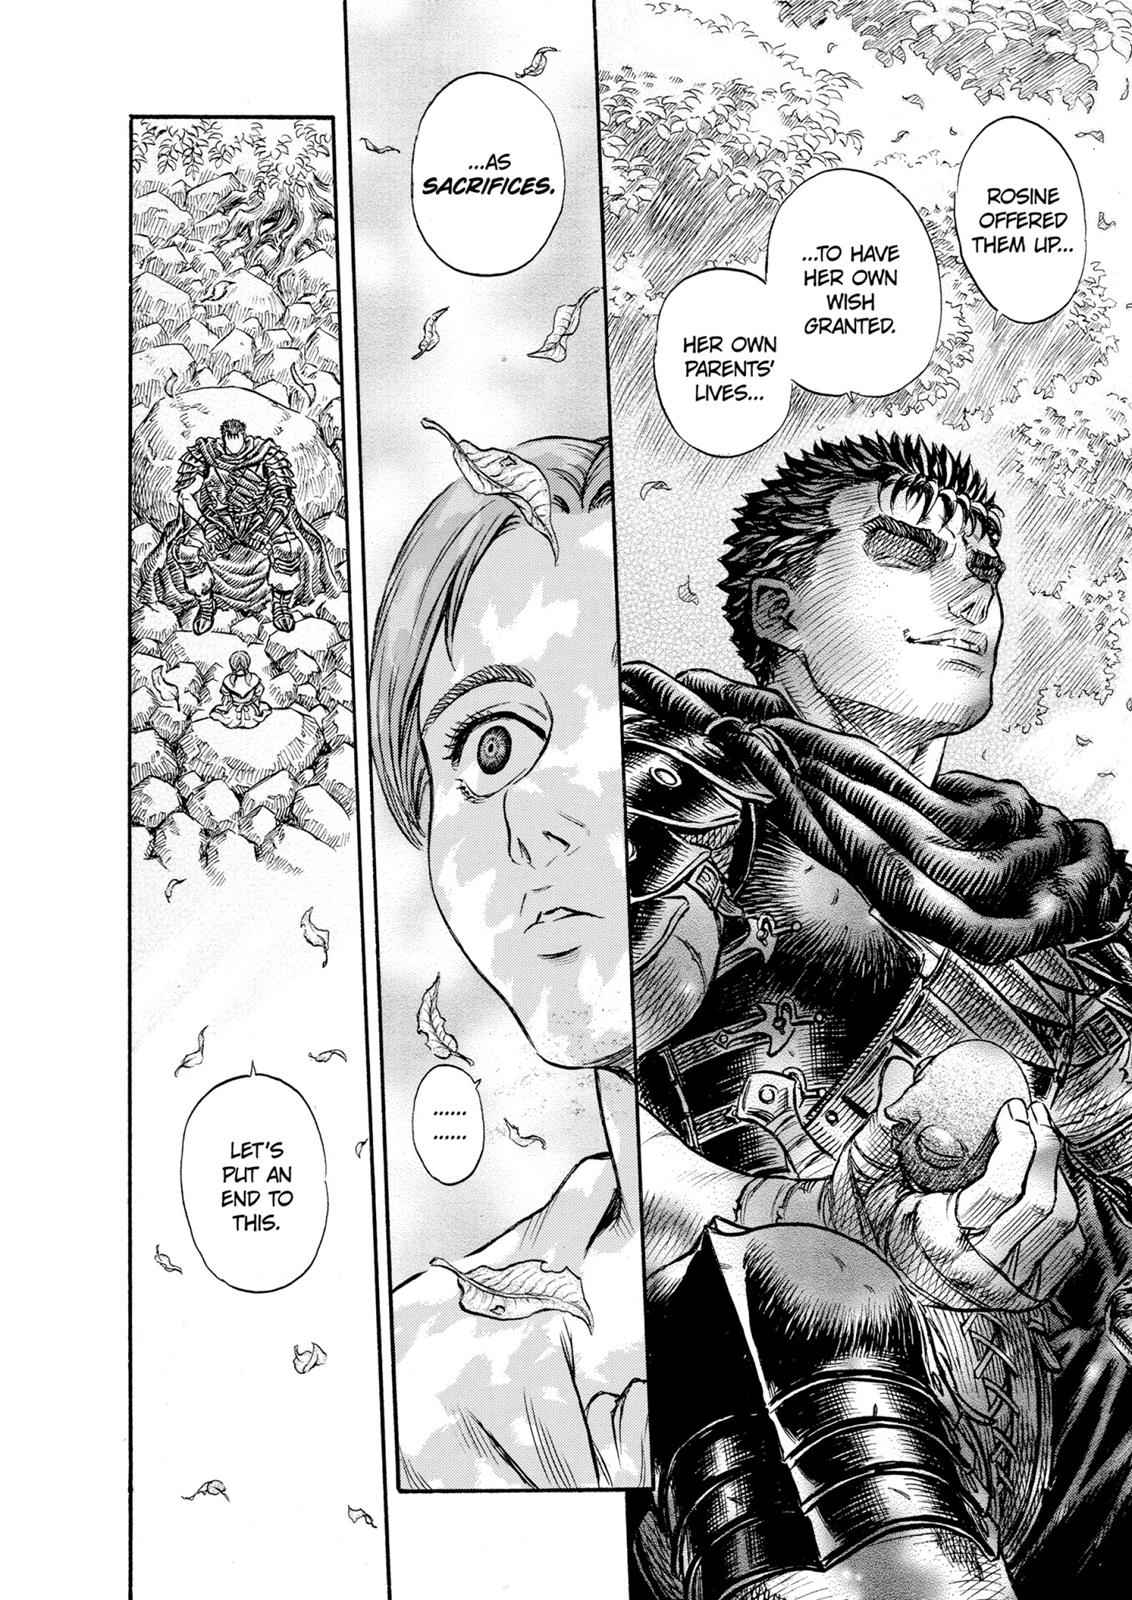 ROSINE
OFFERED
THEM UP...
...TO HAVE
HER OWN
WISH
GRANTED.
HER OWN
PARENTS'
LIVES...
...AS
SACRIFICES.
......
......
LET'S
PUT AN
END TO
THIS.